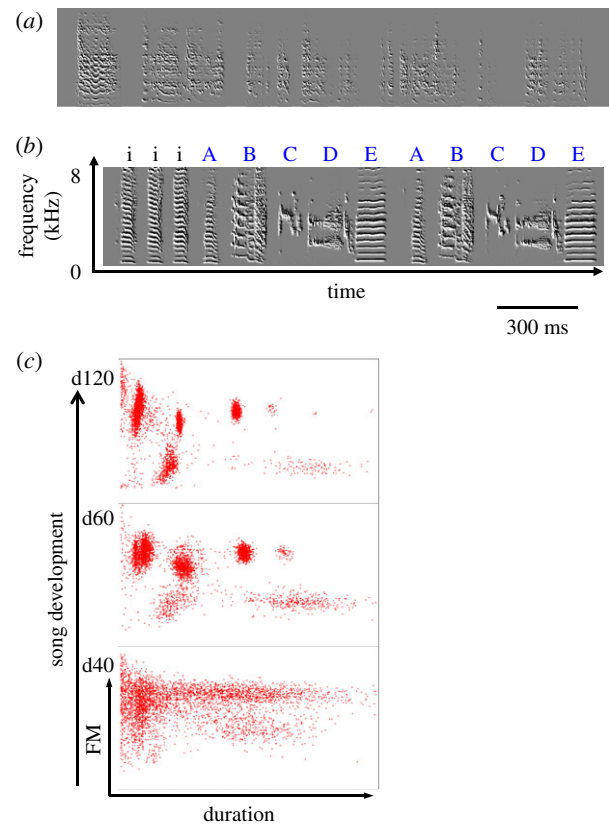 (a)
(b)
i i i A B C D E A B C D E
8
frequency
(kHz)
0
time
300 ms
(c)
d120
d60
d40
song development
FM
duration